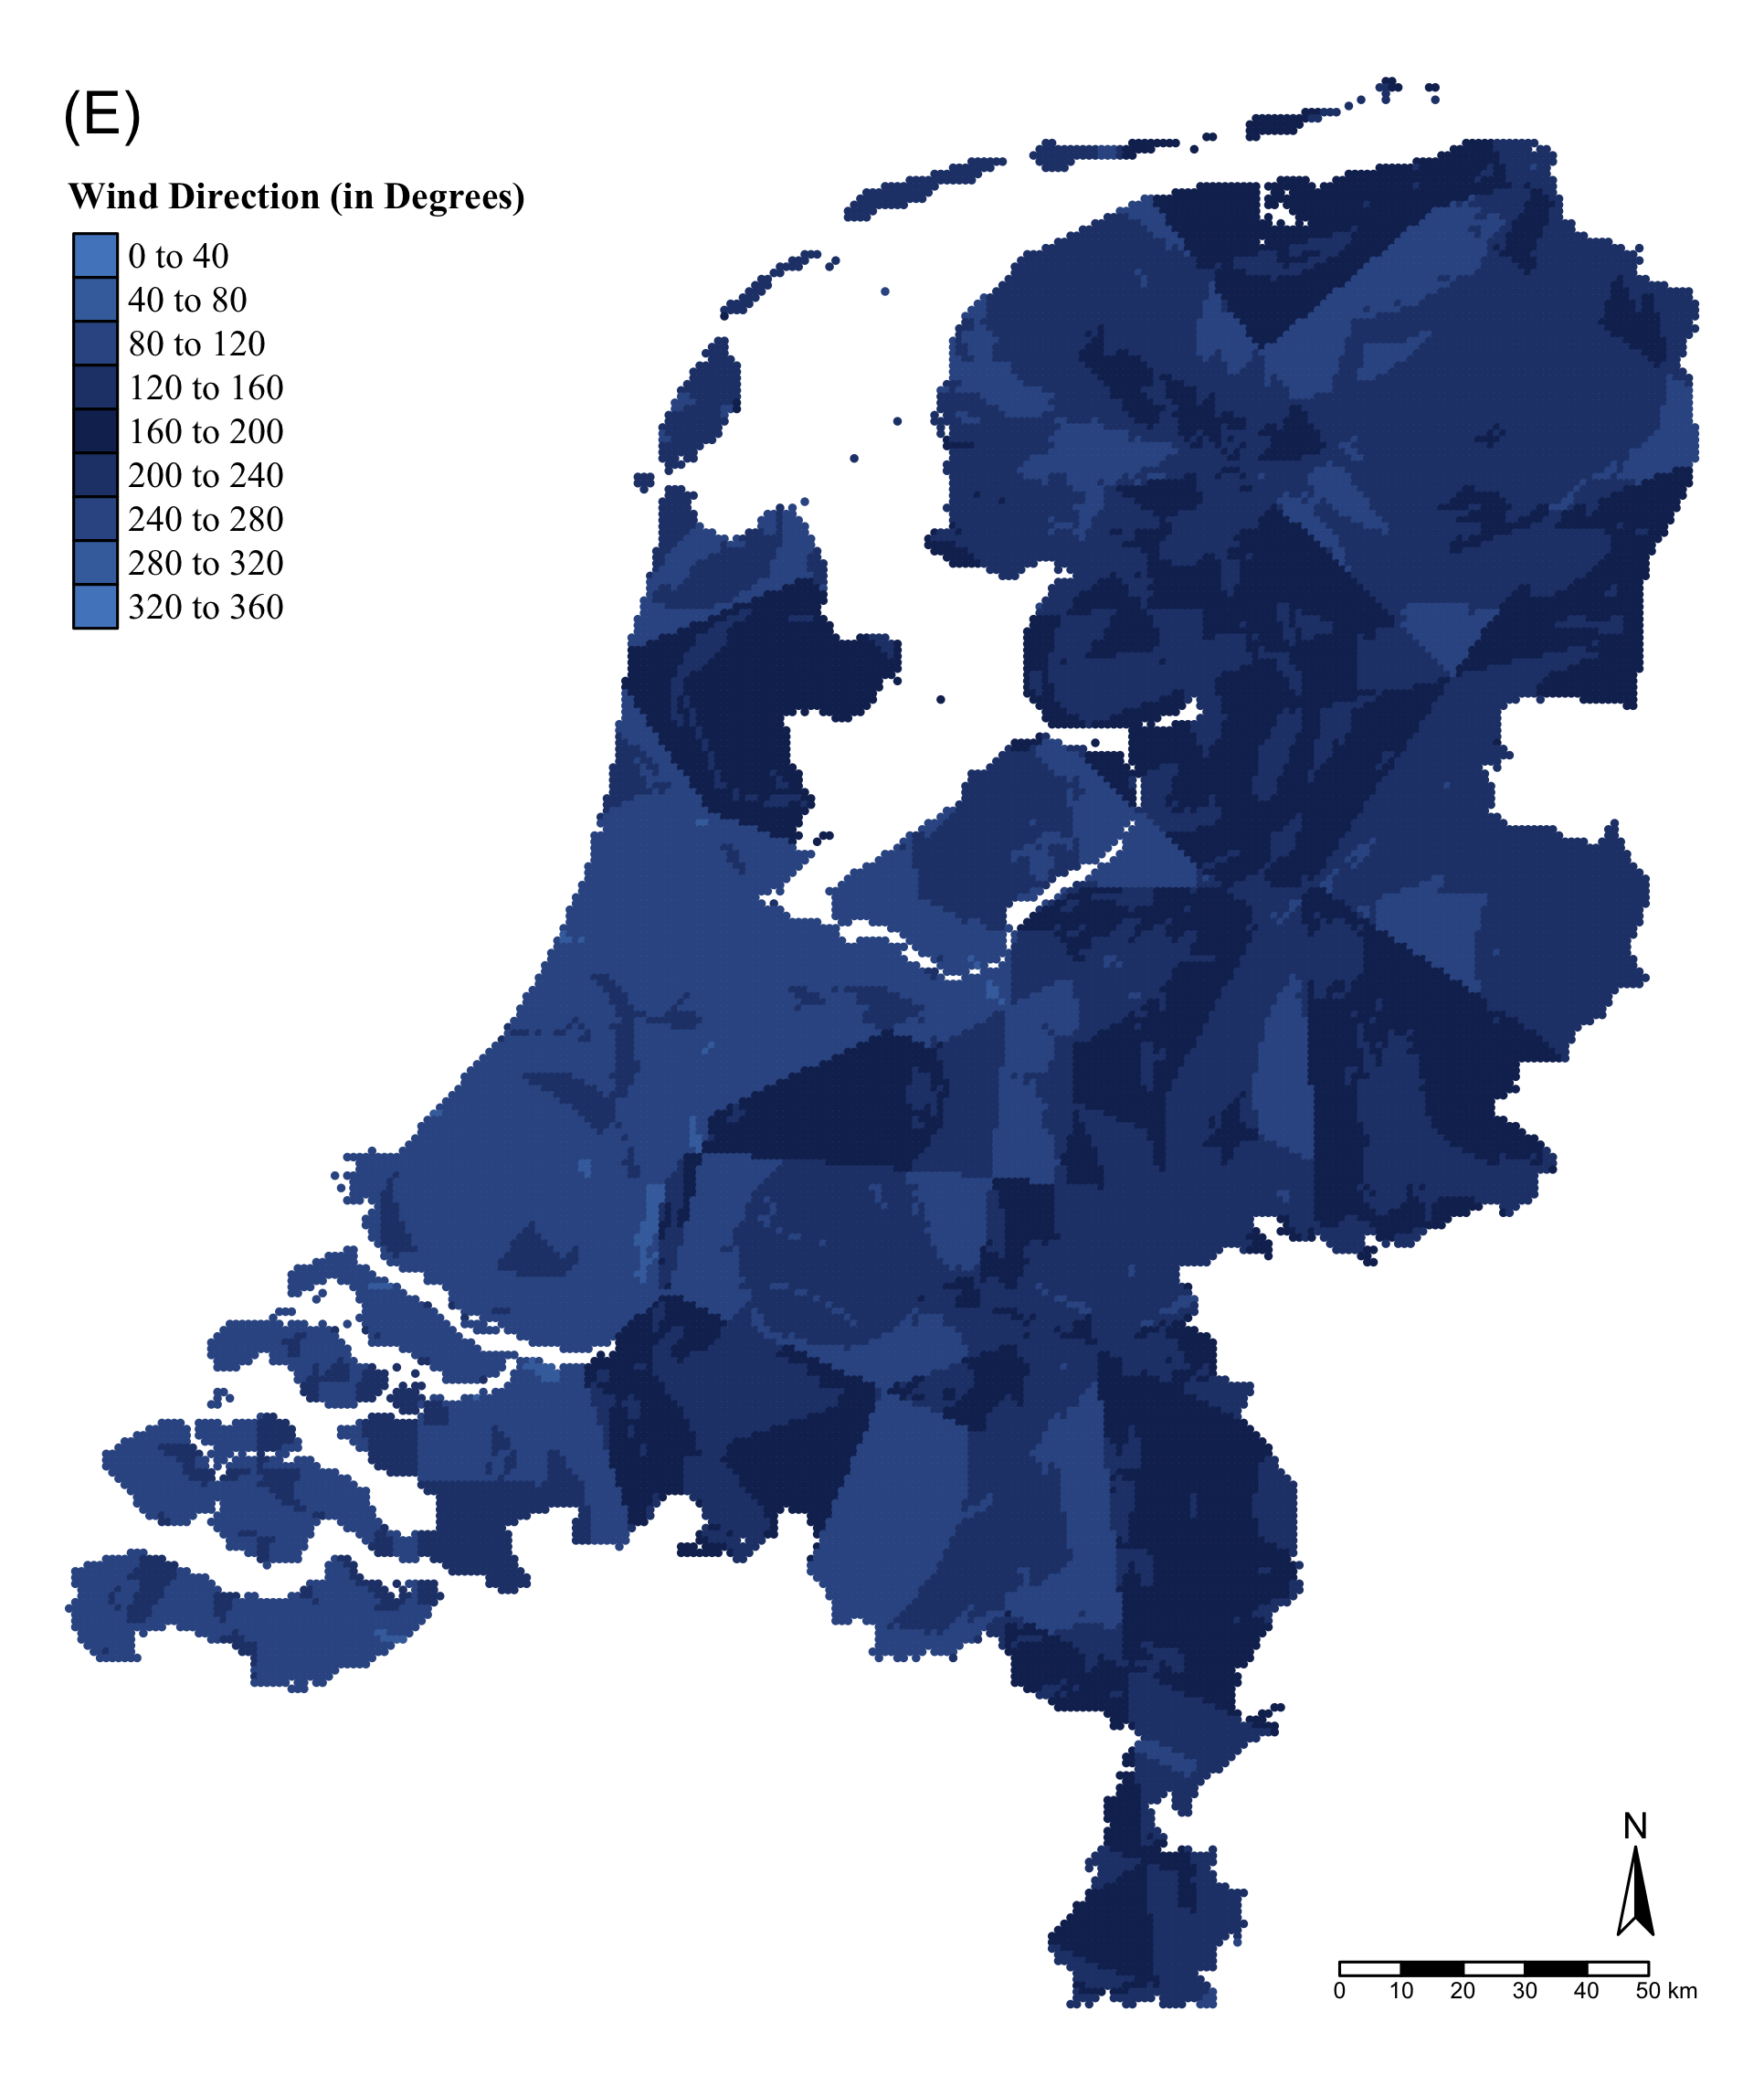 (E)
Wind Direction (in Degrees)
0 to 40
40 to 80
80 to 120
120 to 160
160 to 200
200 to 240
240 to 280
280 to 320
320 to 360
N
0 10 20 30 40 50 km